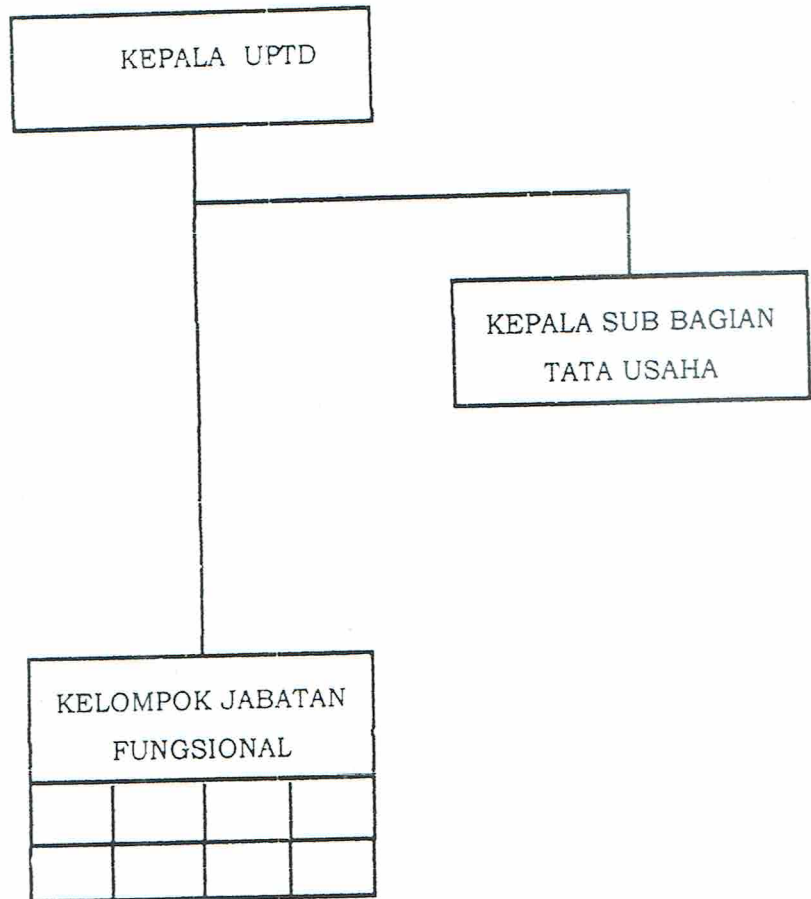 KEPALA UPTD
KEPALA SUB BAGIAN
TATA USAHA
KELOMPOK JABATAN
FUNGSIONAL